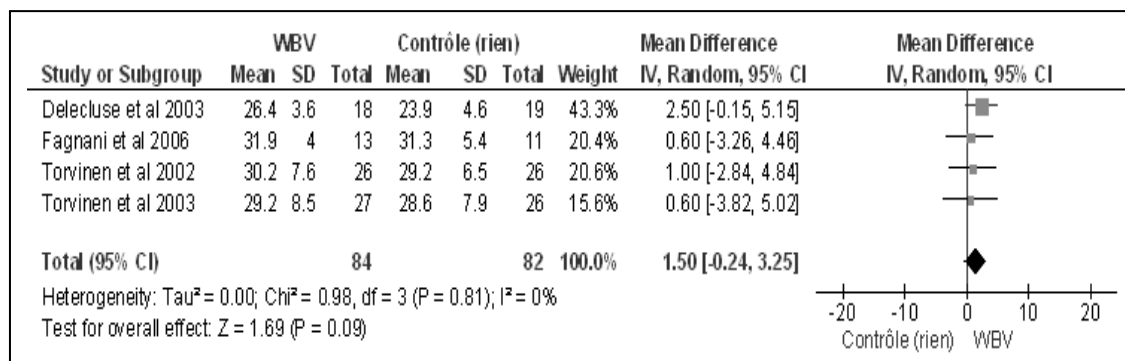 WBV Contrôle (rien) Mean Difference Mean Difference
Study or Subgroup Mean SD Total Mean SD Total Weight IV, Random, 95% CI IV, Random, 95% CI
Delecluse et al 2003 26.4 3.6 18 23.9 4.6 19 43.3% 2.50 [-0.15, 5.15]
Fagnani et al 2006 31.9 4 13 31.3 5.4 11 20.4% 0.60 [-3.26, 4.46]
Torvinen et al 2002 30.2 7.6 26 29.2 6.5 26 20.6% 1.00 [-2.84, 4.84]
Torvinen et al 2003 29.2 8.5 27 28.6 7.9 26 15.6% 0.60 [-3.82, 5.02]
Total (95% CI) 84 82 100.0% 1.50 [-0.24, 3.25]
Heterogeneity: Tau² = 0.00; Chi² = 0.98, df = 3 (P = 0.81); I² = 0%
Test for overall effect: Z = 1.69 (P = 0.09)
-20 -10 0 10 20
Contrôle (rien) WBV